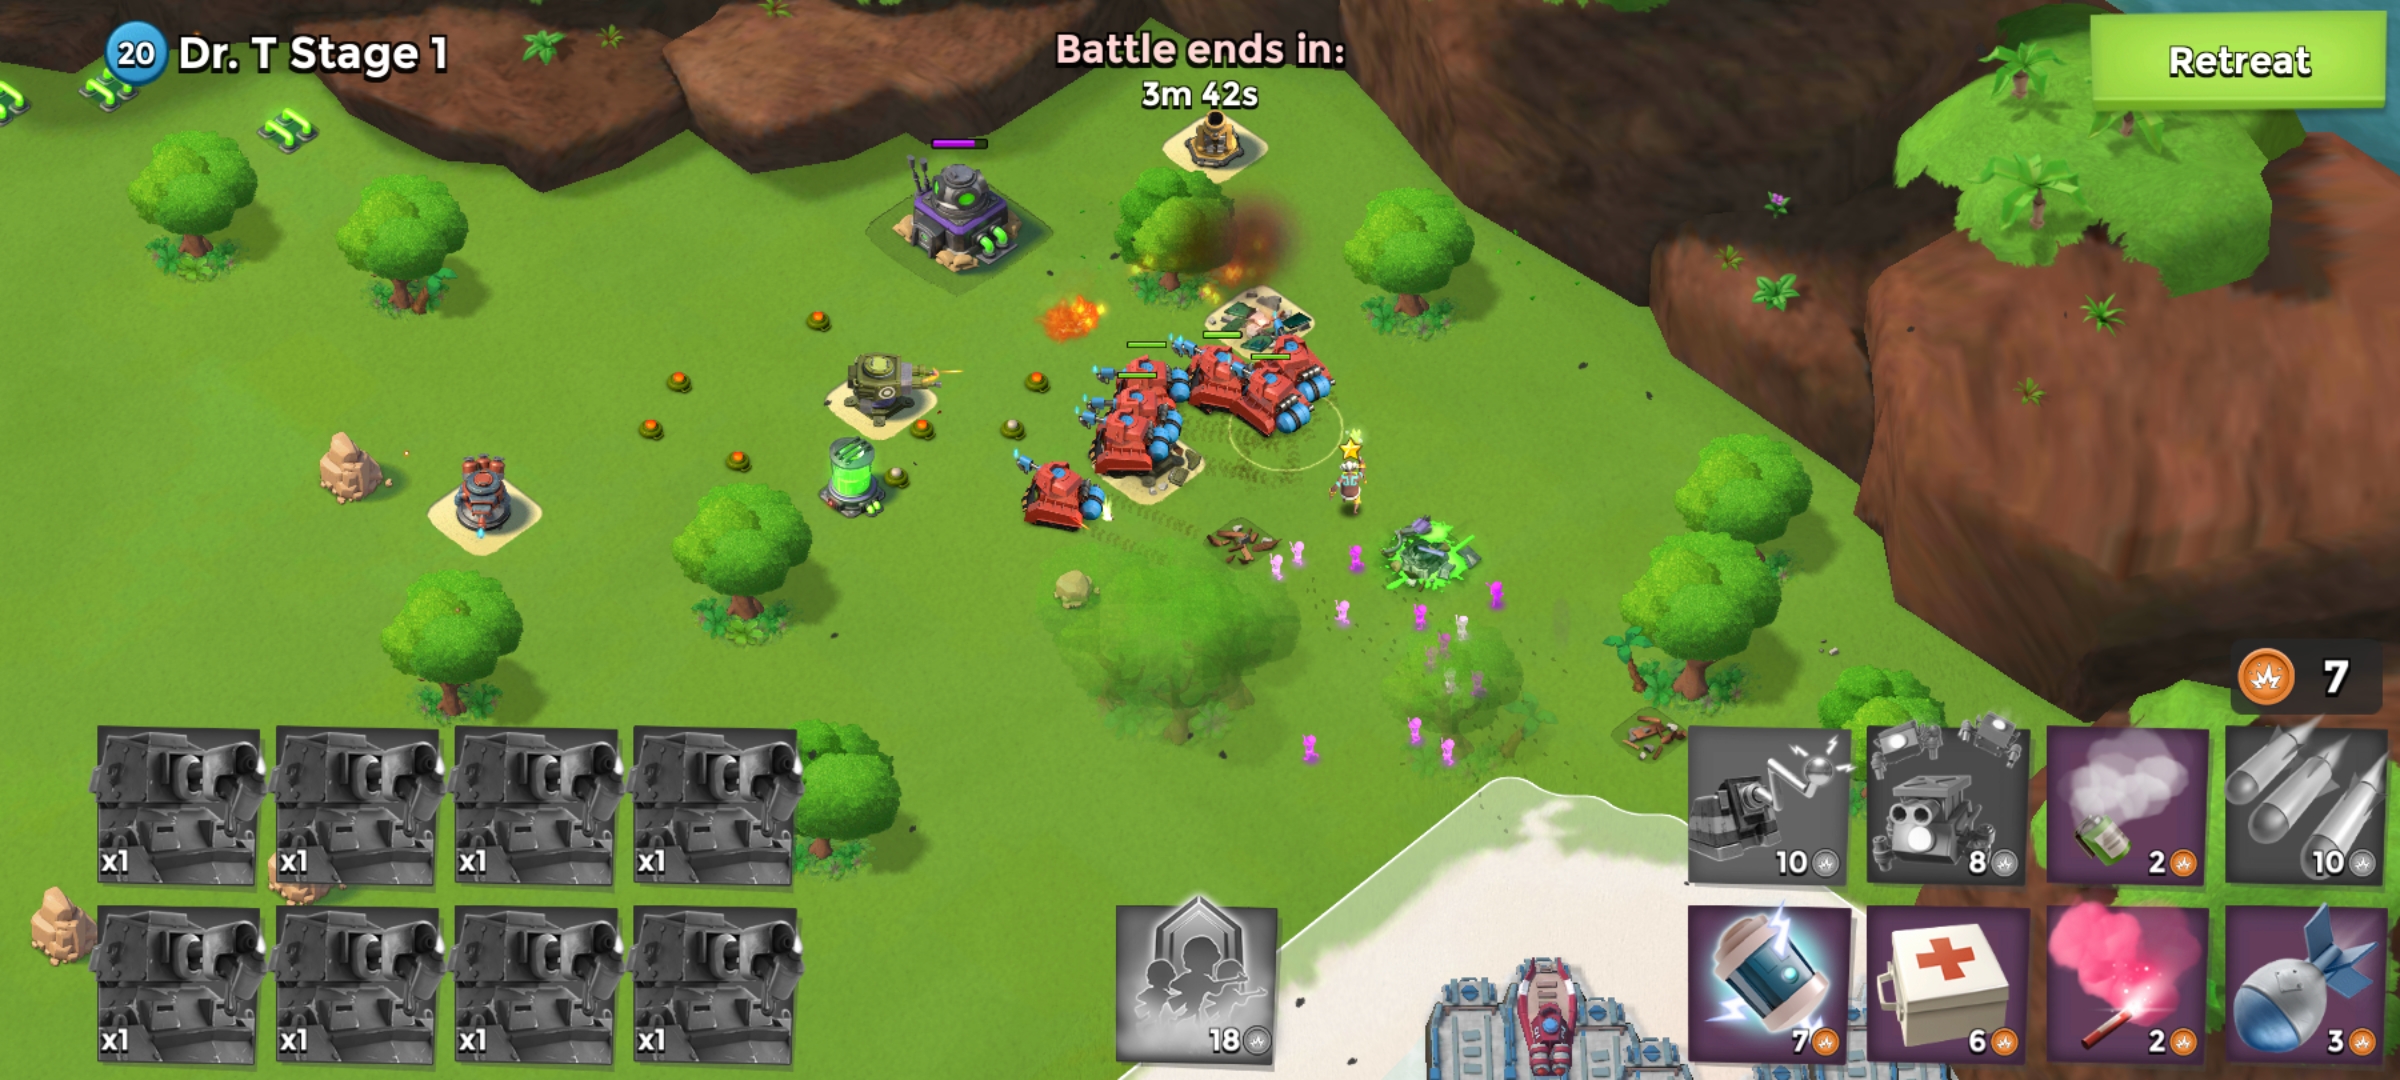 20 Dr. T Stage 1
Battle ends in:
3m 42s
Retreat
7
x1 x1 x1 x1
10 8 2 10
x1 x1 x1 x1
18
7 6 2 3